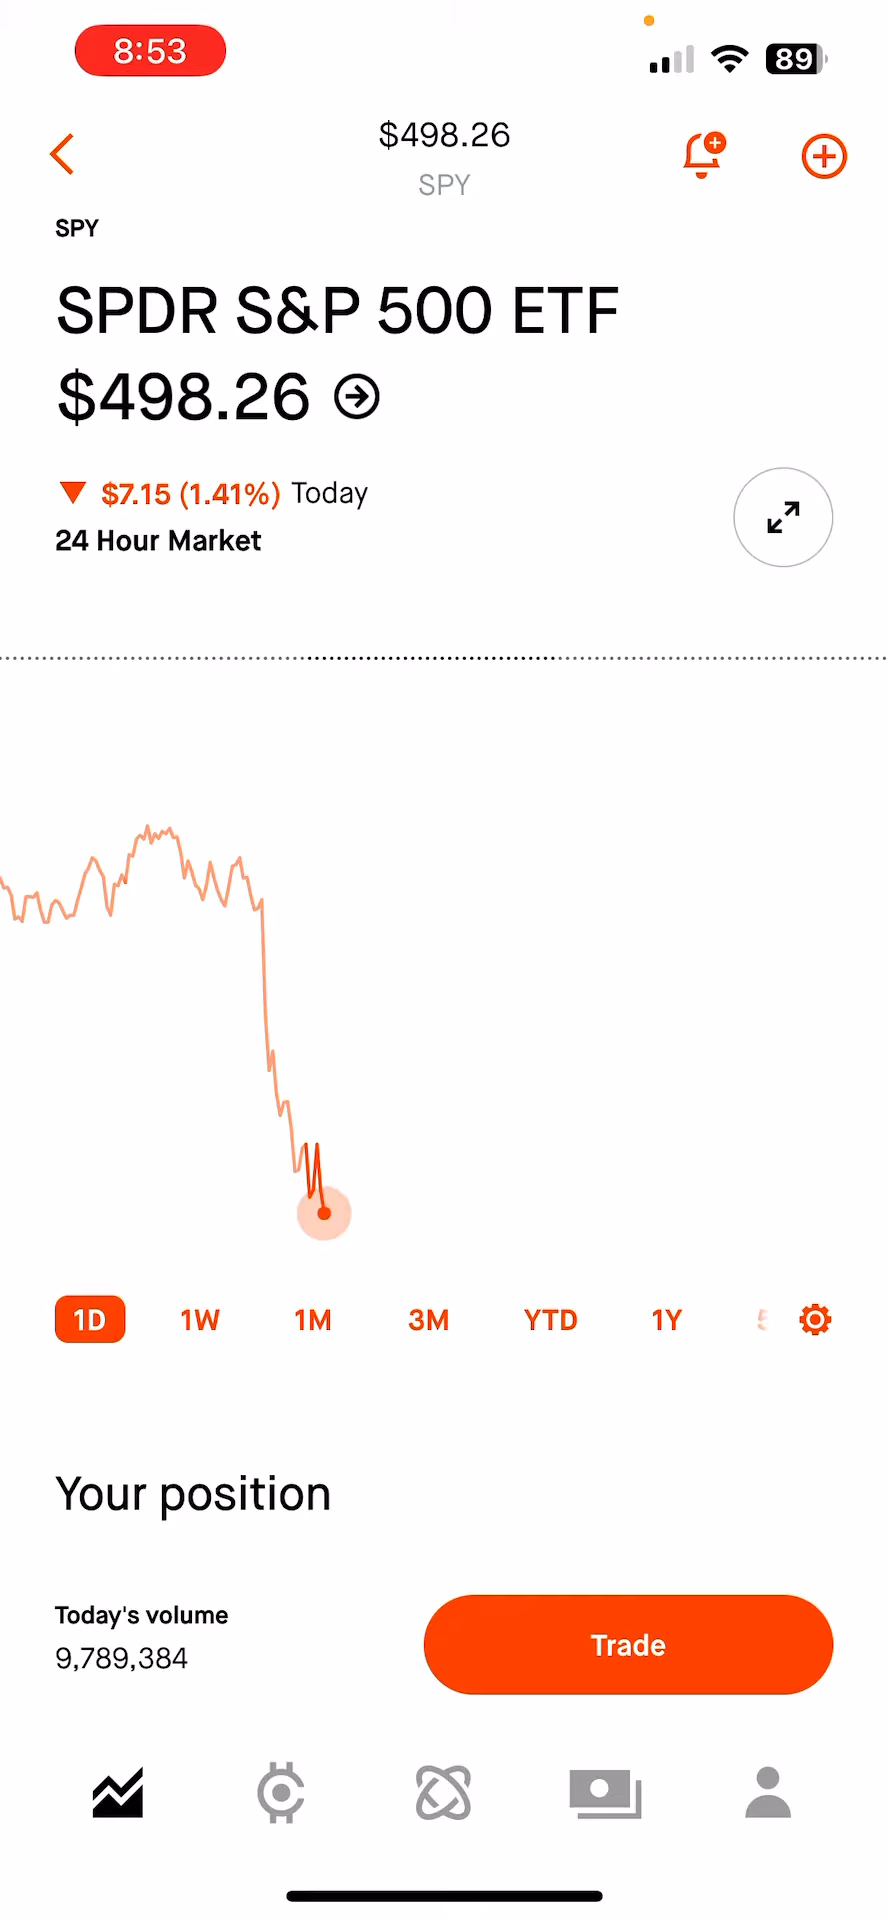 8:53
89
$498.26
SPY
SPY
SPDR S&P 500 ETF
$498.26
$7.15 (1.41%) Today
24 Hour Market
1D 1W 1M 3M YTD 1Y
Your position
Today's volume
9,789,384
Trade